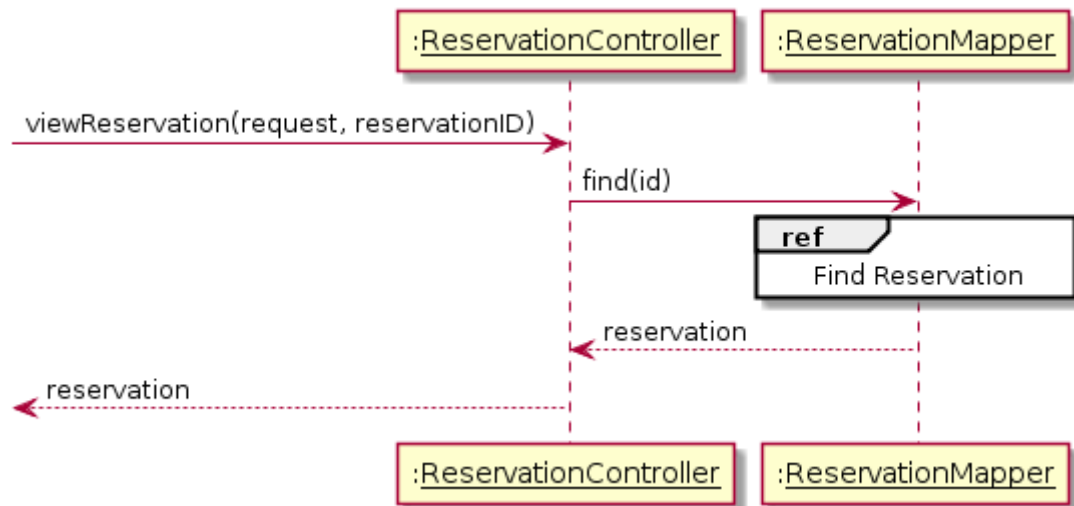 :ReservationController
:ReservationMapper
viewReservation(request, reservationID)
find(id)
ref
Find Reservation
reservation
reservation
:ReservationController
:ReservationMapper